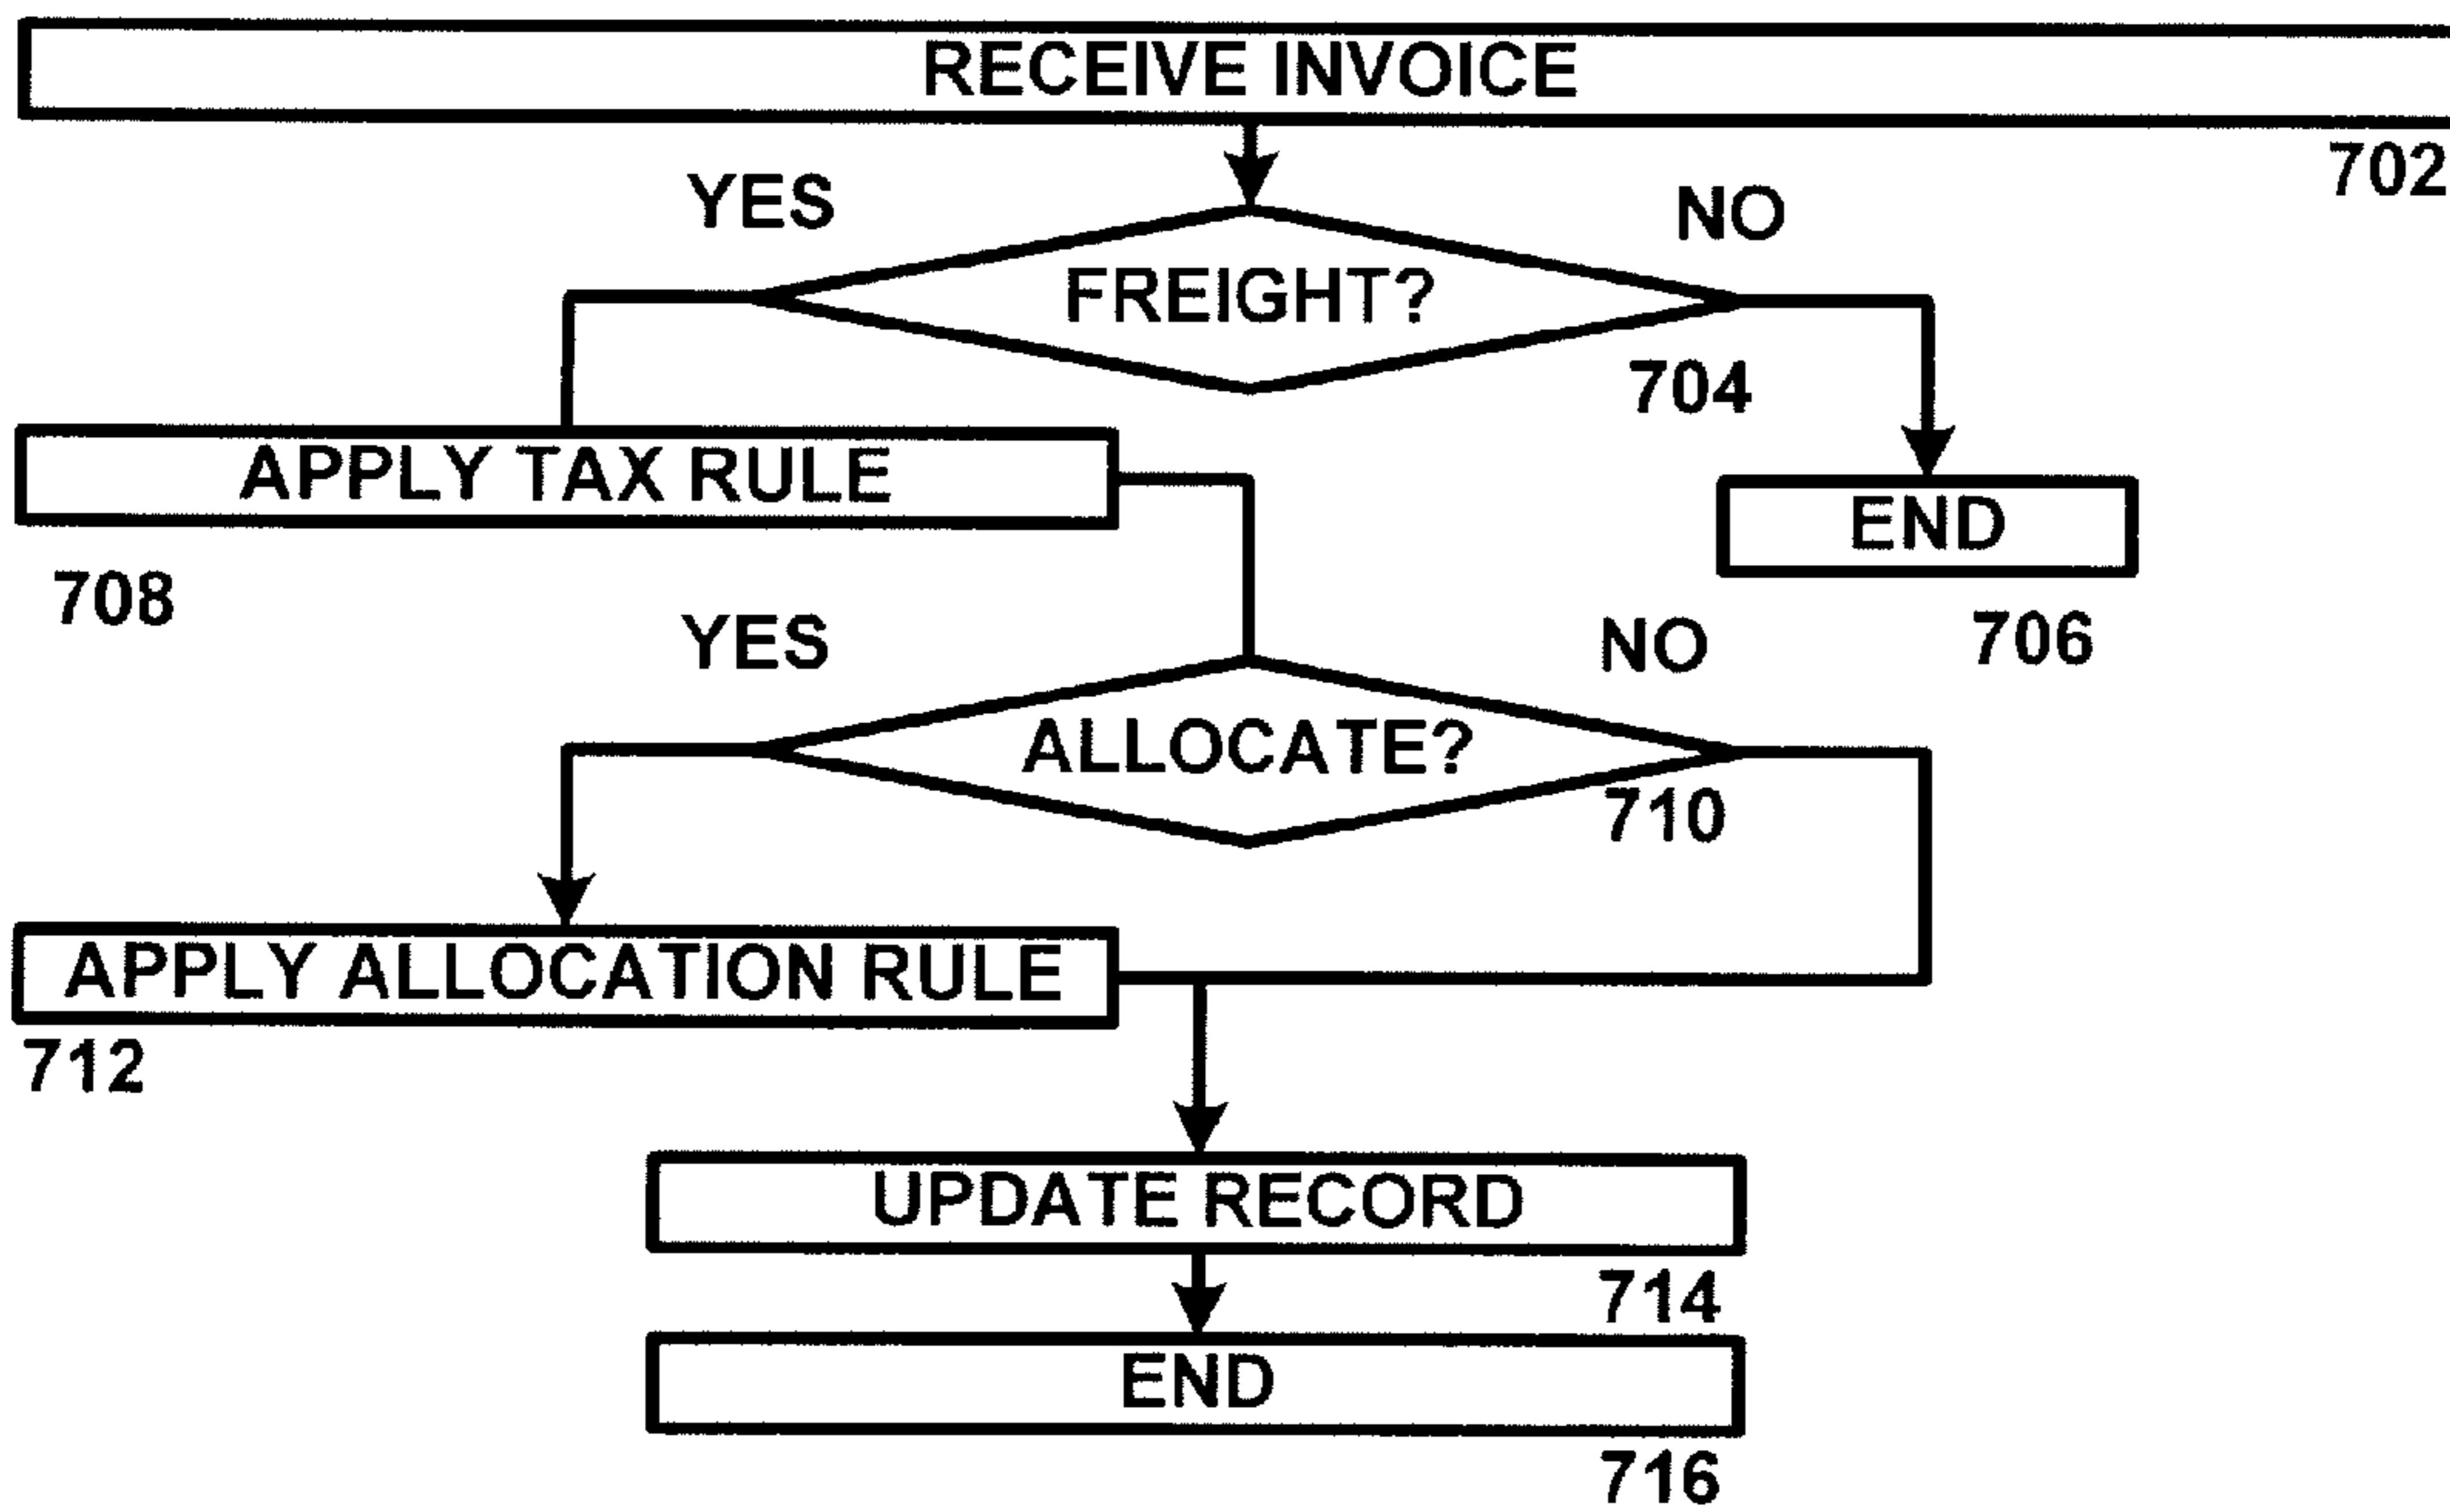 RECEIVE INVOICE
702
YES
NO
FREIGHT?
704
APPLY TAX RULE
END
708
706
YES
NO
ALLOCATE?
710
APPLY ALLOCATION RULE
712
UPDATE RECORD
714
END
716